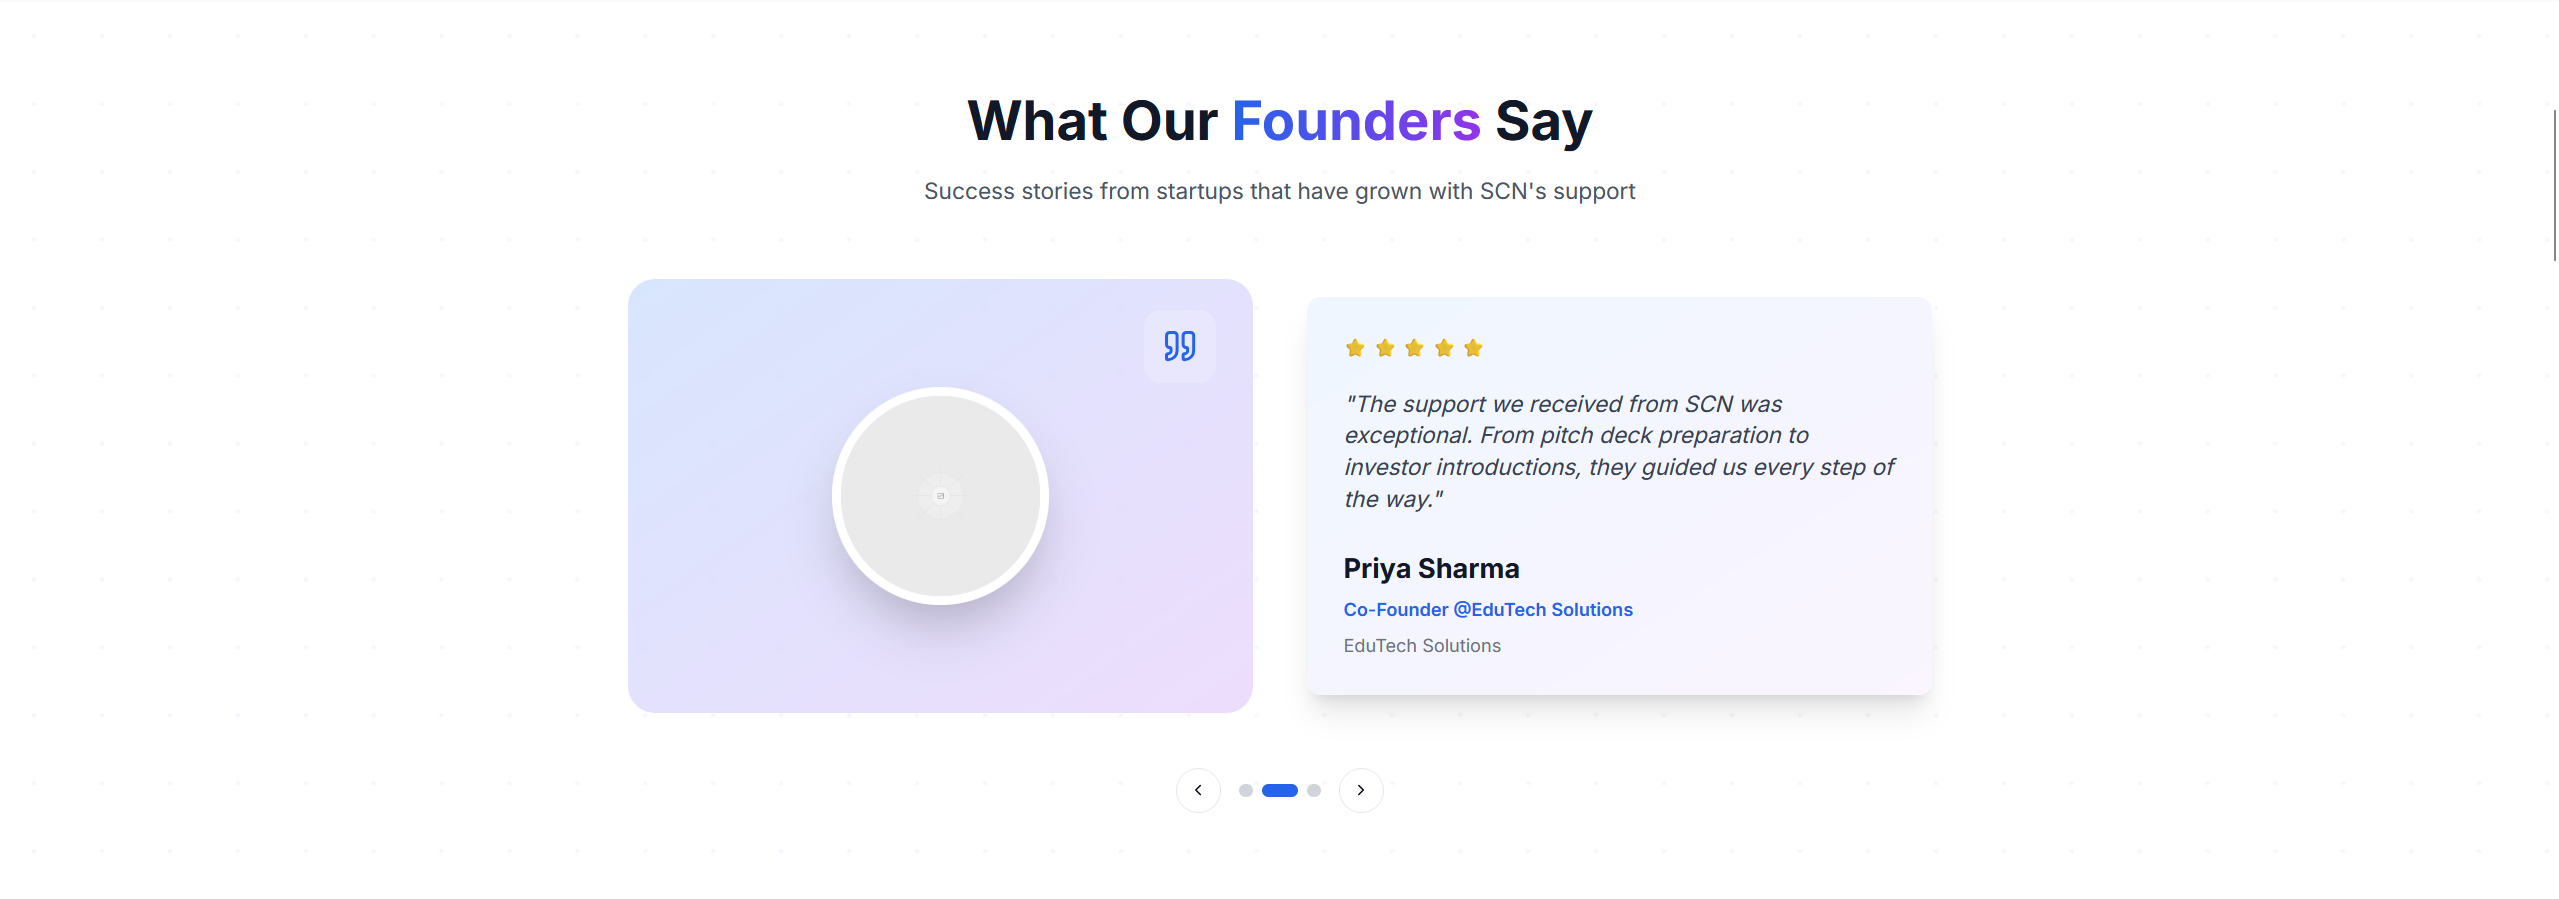 What Our Founders Say
Success stories from startups that have grown with SCN's support
"The support we received from SCN was
exceptional. From pitch deck preparation to
investor introductions, they guided us every step of
the way."
Priya Sharma
Co-Founder @EduTech Solutions
EduTech Solutions